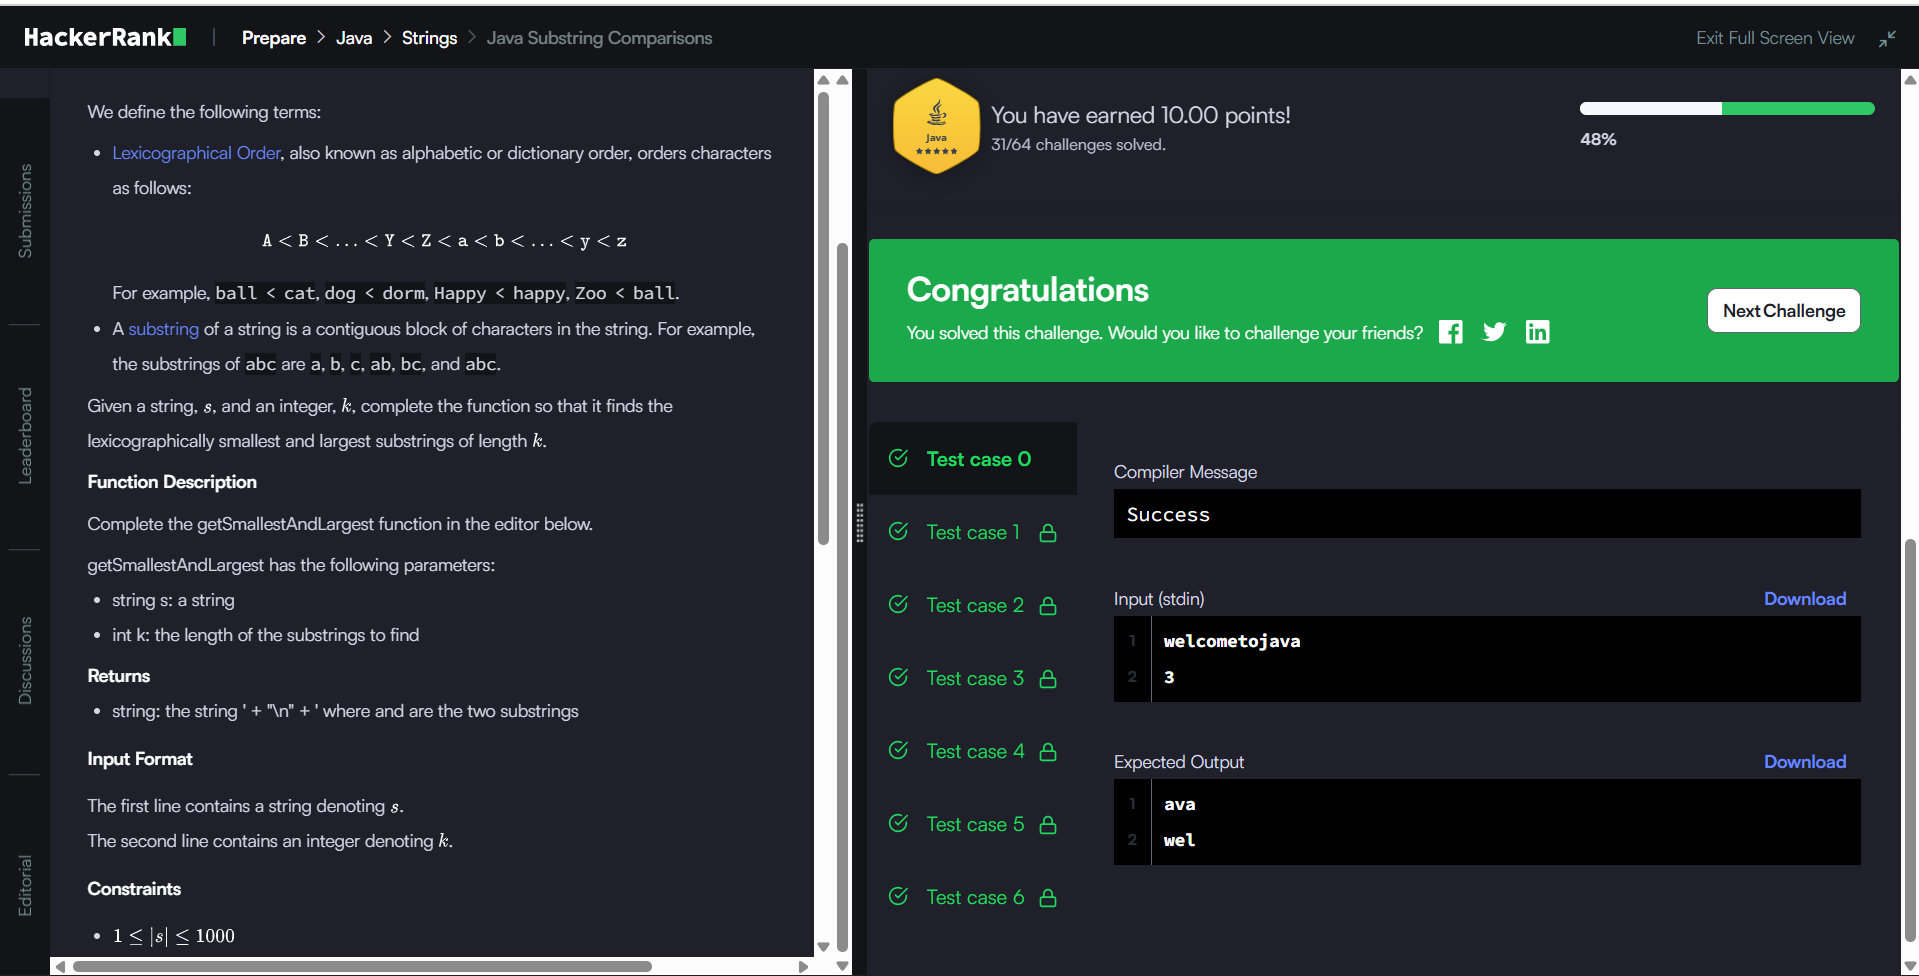 HackerRank
Prepare > Java > Strings > Java Substring Comparisons
Exit Full Screen View
Submissions
Leaderboard
Discussions
Editorial
We define the following terms:
• Lexicographical Order, also known as alphabetic or dictionary order, orders characters
as follows:
A < B < ... < Y < Z < a < b < ... < y < z
For example, ball < cat, dog < dorm, Happy < happy, Zoo < ball.
• A substring of a string is a contiguous block of characters in the string. For example,
the substrings of abc are a, b, c, ab, bc, and abc.
Given a string, s, and an integer, k, complete the function so that it finds the
lexicographically smallest and largest substrings of length k.
Function Description
Complete the getSmallestAndLargest function in the editor below.
getSmallestAndLargest has the following parameters:
• string s: a string
• int k: the length of the substrings to find
Returns
• string: the string ' + "\n" + ' where and are the two substrings
Input Format
The first line contains a string denoting s.
The second line contains an integer denoting k.
Constraints
• 1 ≤ |s| ≤ 1000
Java
★★★★★
You have earned 10.00 points!
31/64 challenges solved.
48%
Congratulations
You solved this challenge. Would you like to challenge your friends?
Next Challenge
Test case 0
Test case 1
Test case 2
Test case 3
Test case 4
Test case 5
Test case 6
Compiler Message
Success
Input (stdin)
Download
1 welcometojava
2 3
Expected Output
Download
1 ava
2 wel